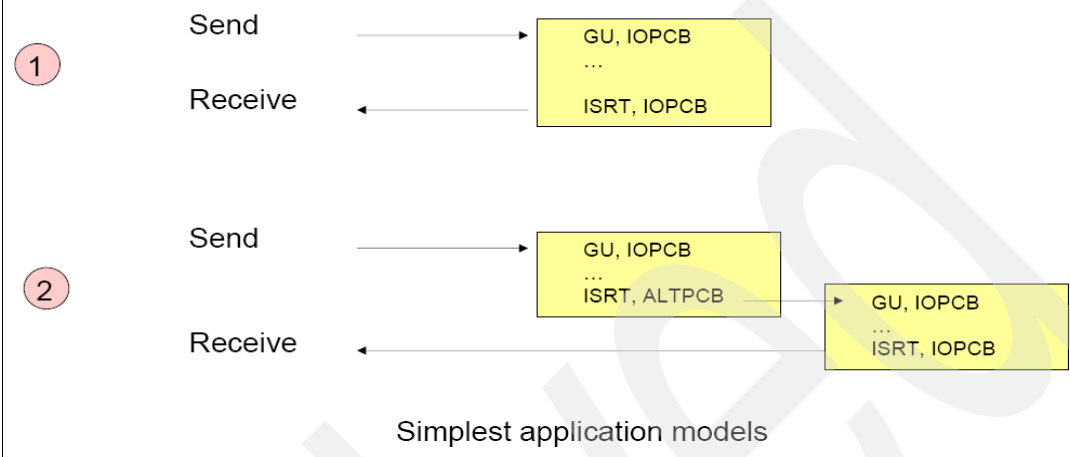 1
Send
GU, IOPCB
...
Receive
ISRT, IOPCB
2
Send
GU, IOPCB
...
ISRT, ALTPCB
GU, IOPCB
...
Receive
ISRT, IOPCB
Simplest application models